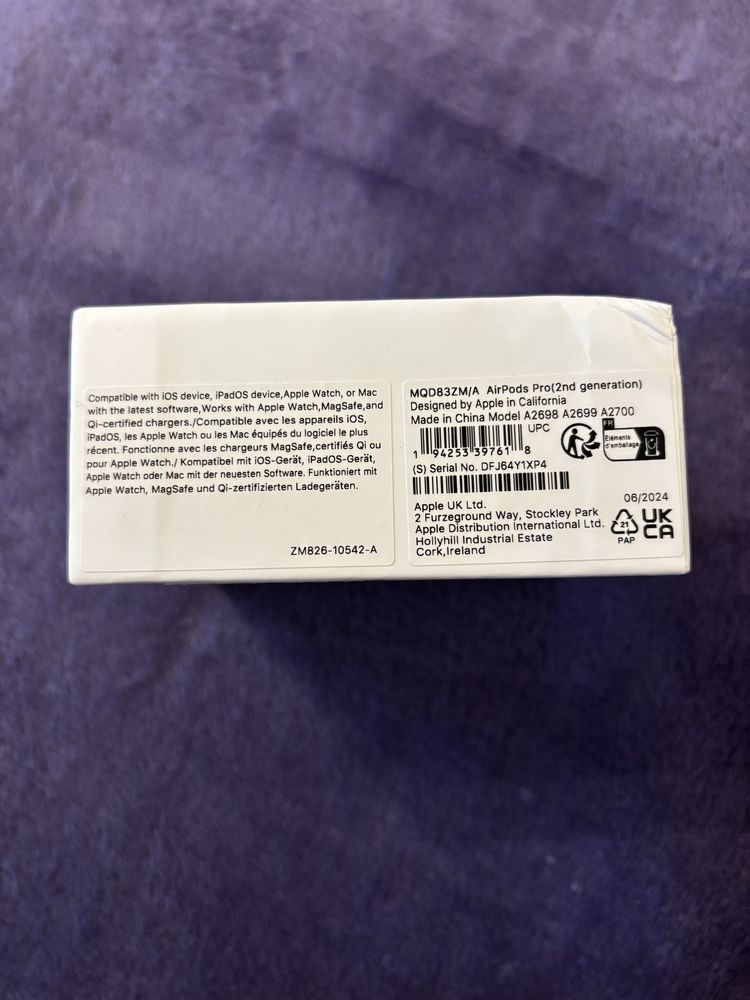 Compatible with iOS device, iPadOS device,Apple Watch, or Mac
with the latest software,Works with Apple Watch,MagSafe,and
Qi-certified chargers./Compatible avec les appareils iOS,
iPadOS, les Apple Watch ou les Mac équipés du logiciel le plus
récent. Fonctionne avec les chargeurs MagSafe,certifiés Qi ou
pour Apple Watch./ Kompatibel mit iOS-Gerät, iPadOS-Gerät,
Apple Watch oder Mac mit der neuesten Software. Funktioniert mit
Apple Watch, MagSafe und Qi-zertifizierten Ladegeräten.
ZM826-10542-A
MQD83ZM/A AirPods Pro(2nd generation)
Designed by Apple in California
Made in China Model A2698 A2699 A2700
UPC
1 94253 39761 8
FR
Éléments
d'emballage
(S) Serial No. DFJ64Y1XP4
06/2024
Apple UK Ltd.
2 Furzeground Way, Stockley Park
Apple Distribution International Ltd.
Hollyhill Industrial Estate
Cork,Ireland
21
PAP
UK
CA